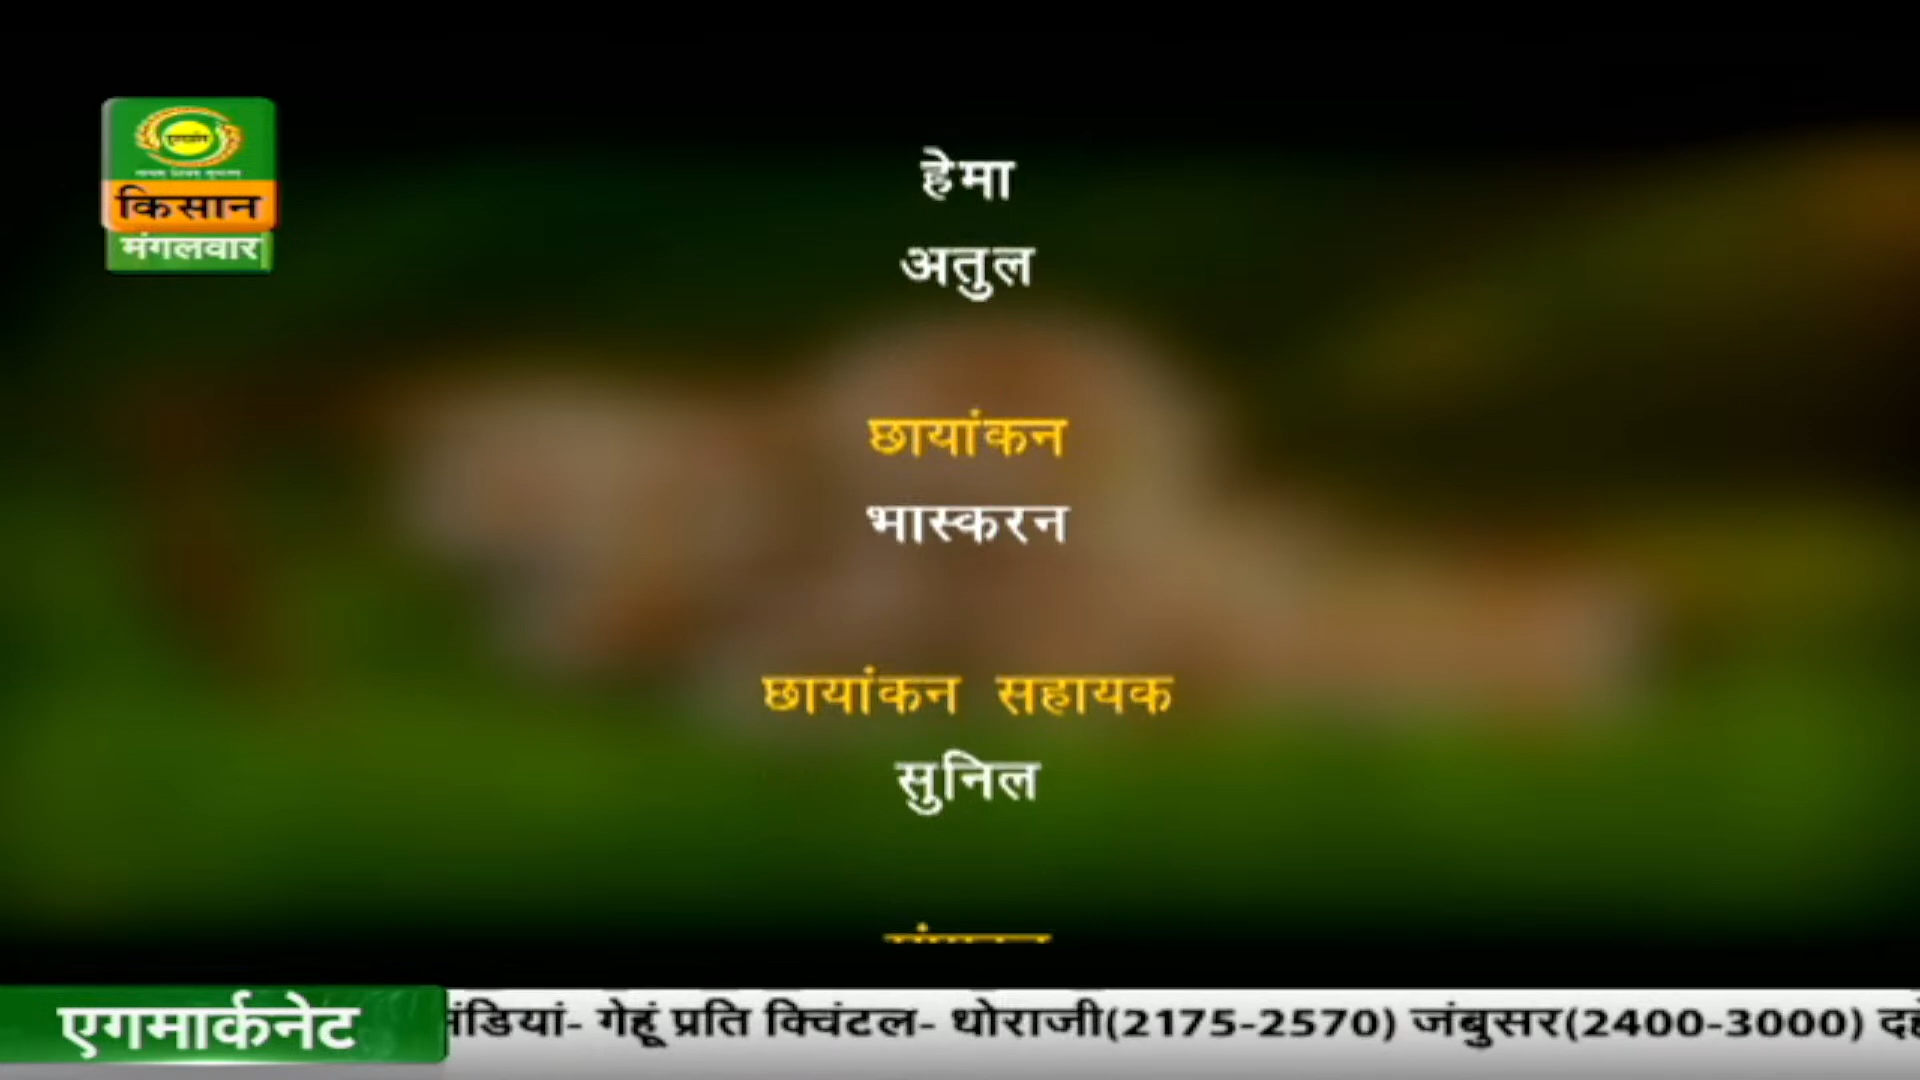 किसान
मंगलवार
हेमा
अतुल
छायांकन
भास्करन
छायांकन सहायक
सुनिल
एगमार्कनेट
मंडियां- गेहूं प्रति क्विंटल- धोराजी(2175-2570) जंबुसर(2400-3000)